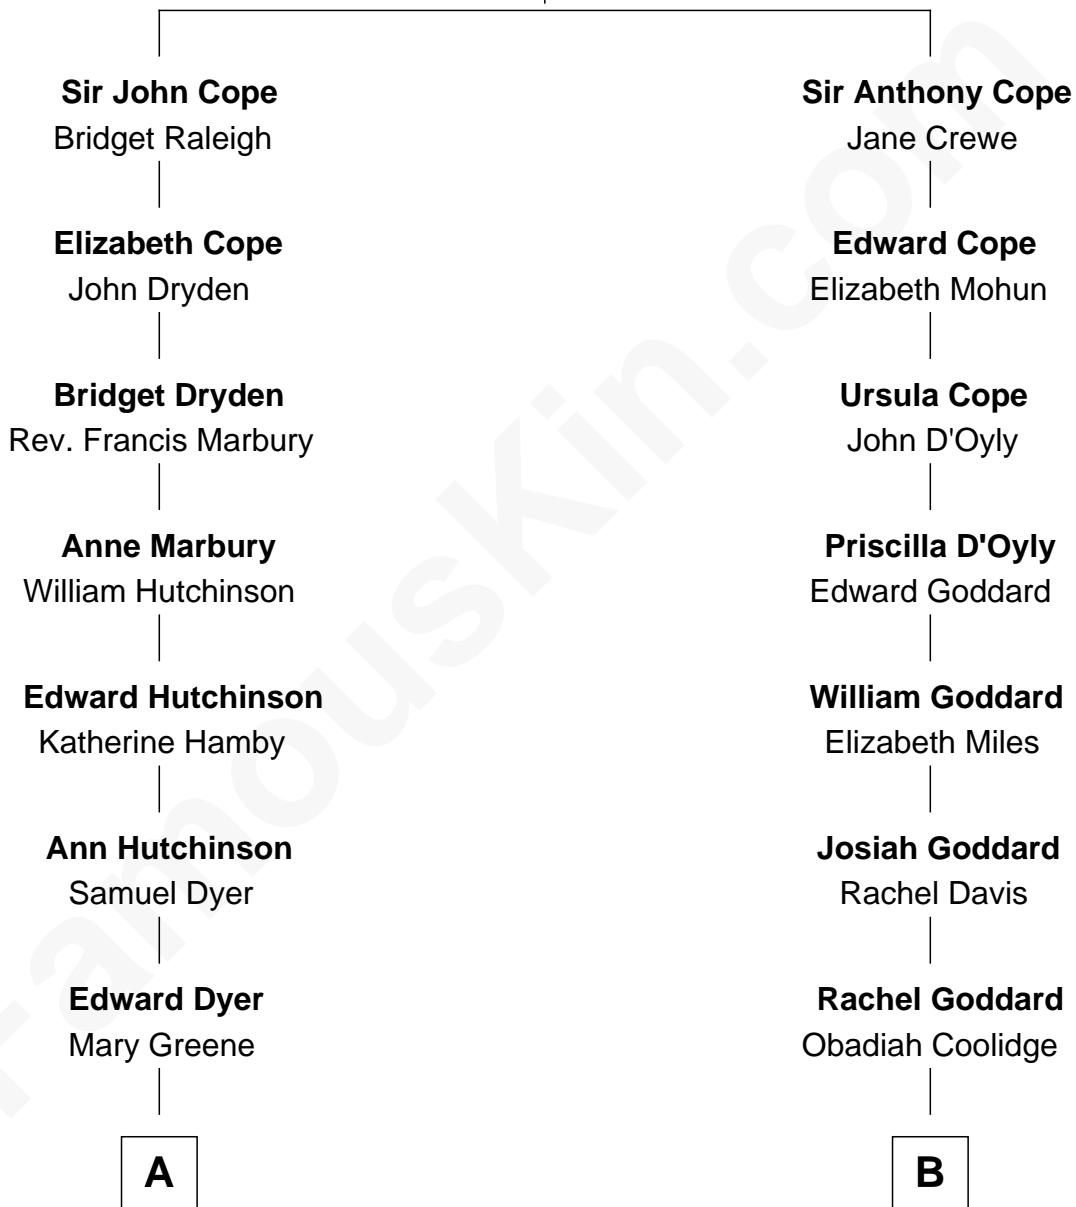 Sir John Cope
Bridget Raleigh
Elizabeth Cope
John Dryden
Bridget Dryden
Rev. Francis Marbury
Anne Marbury
William Hutchinson
Edward Hutchinson
Katherine Hamby
Ann Hutchinson
Samuel Dyer
Edward Dyer
Mary Greene
A
Sir Anthony Cope
Jane Crewe
Edward Cope
Elizabeth Mohun
Ursula Cope
John D'Oyly
Priscilla D'Oyly
Edward Goddard
William Goddard
Elizabeth Miles
Josiah Goddard
Rachel Davis
Rachel Goddard
Obadiah Coolidge
B
FamousKin.com